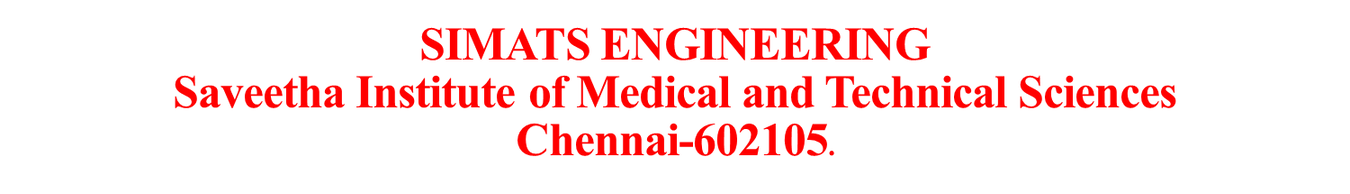 SIMATS ENGINEERING
Saveetha Institute of Medical and Technical Sciences
Chennai-602105.